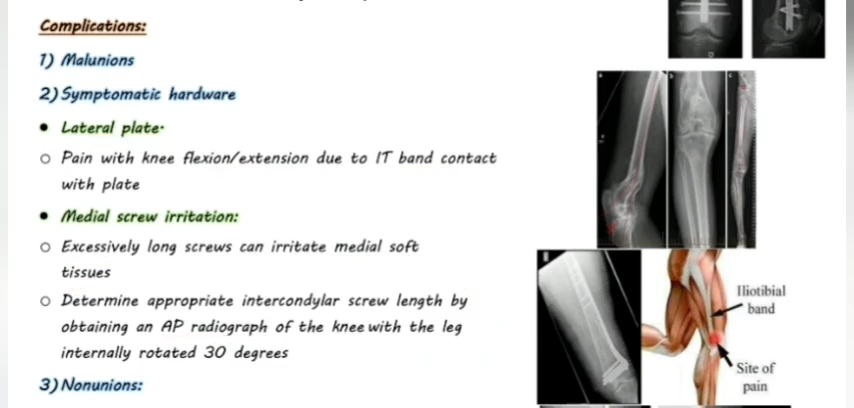 Complications:
1) Malunions
2) Symptomatic hardware
• Lateral plate·
○ Pain with knee flexion/extension due to IT band contact
with plate
• Medial screw irritation:
○ Excessively long screws can irritate medial soft
tissues
○ Determine appropriate intercondylar screw length by
obtaining an AP radiograph of the knee with the leg
internally rotated 30 degrees
3) Nonunions:
Iliotibial
band
Site of
pain